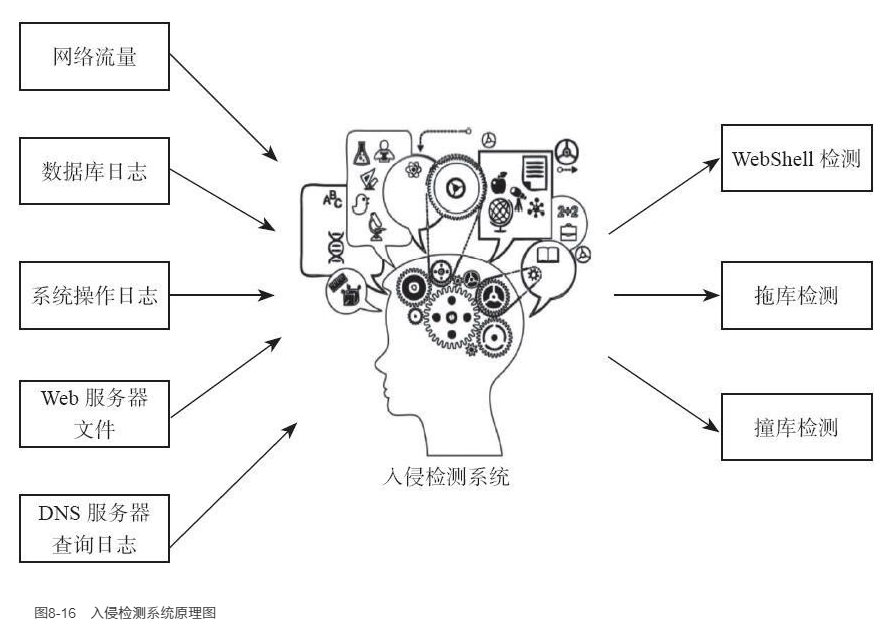 网络流量
数据库日志
系统操作日志
Web 服务器
文件
DNS 服务器
查询日志
ABC
2÷2
入侵检测系统
WebShell 检测
拖库检测
撞库检测
图8-16 入侵检测系统原理图